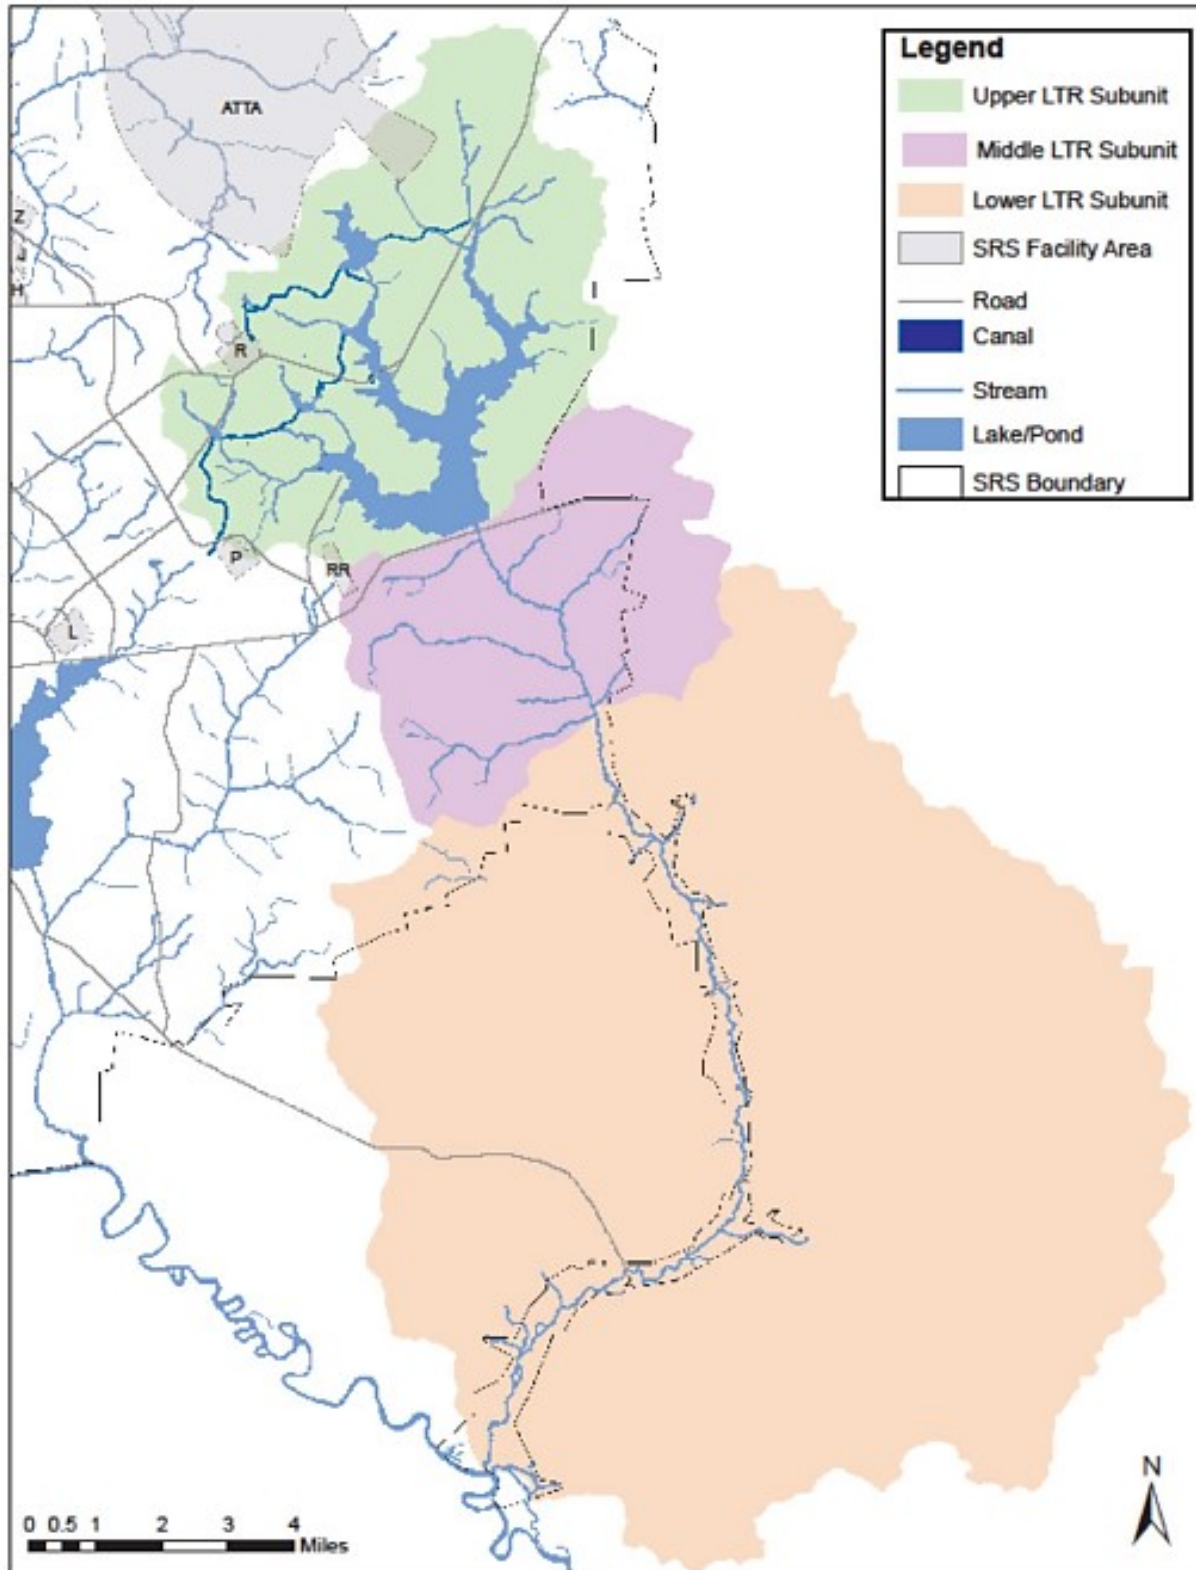 Legend
Upper LTR Subunit
Middle LTR Subunit
Lower LTR Subunit
SRS Facility Area
Road
Canal
Stream
Lake/Pond
SRS Boundary
ATTA
Z
H
R
P
RR
L
N
0 0.5 1 2 3 4
Miles